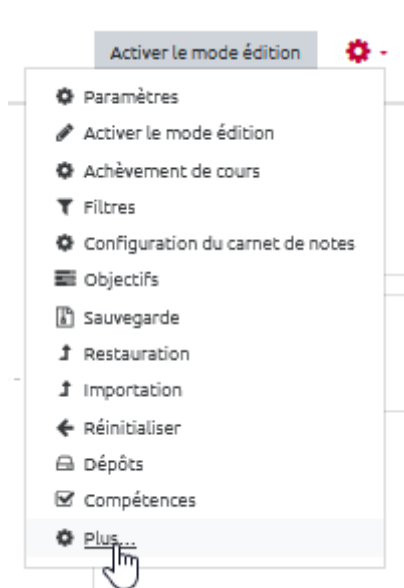 Activer le mode édition
Paramètres
Activer le mode édition
Achèvement de cours
Filtres
Configuration du carnet de notes
Objectifs
Sauvegarde
Restauration
Importation
Réinitialiser
Dépôts
Compétences
Plus...